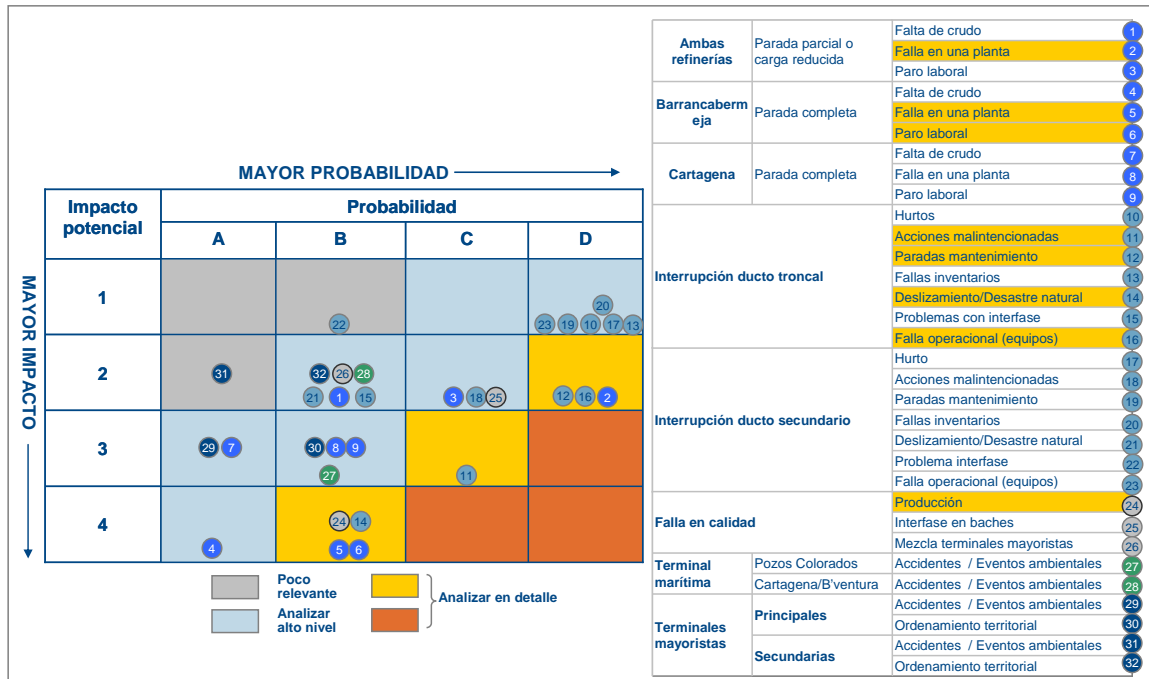 MAYOR PROBABILIDAD
MAYOR IMPACTO
Impacto
potencial
Probabilidad
A
B
C
D
1
22
20
23 19 10 17 13
2
31
32 26 28
21 1 15
3 18 25
12 16 2
3
29 7
30 8 9
27
11
4
4
24 14
5 6
Poco
relevante
Analizar
alto nivel
Analizar en detalle
Ambas
refinerías
Parada parcial o
carga reducida
Falta de crudo 1
Falla en una planta 2
Paro laboral 3
Barrancaberm
eja
Parada completa
Falta de crudo 4
Falla en una planta 5
Paro laboral 6
Cartagena
Parada completa
Falta de crudo 7
Falla en una planta 8
Paro laboral 9
Interrupción ducto troncal
Hurtos 10
Acciones malintencionadas 11
Paradas mantenimiento 12
Fallas inventarios 13
Deslizamiento/Desastre natural 14
Problemas con interfase 15
Falla operacional (equipos) 16
Interrupción ducto secundario
Hurto 17
Acciones malintencionadas 18
Paradas mantenimiento 19
Fallas inventarios 20
Deslizamiento/Desastre natural 21
Problema interfase 22
Falla operacional (equipos) 23
Falla en calidad
Producción 24
Interfase en baches 25
Mezcla terminales mayoristas 26
Terminal
marítima
Pozos Colorados
Accidentes / Eventos ambientales 27
Cartagena/B'ventura
Accidentes / Eventos ambientales 28
Terminales
mayoristas
Principales
Accidentes / Eventos ambientales 29
Ordenamiento territorial 30
Secundarias
Accidentes / Eventos ambientales 31
Ordenamiento territorial 32